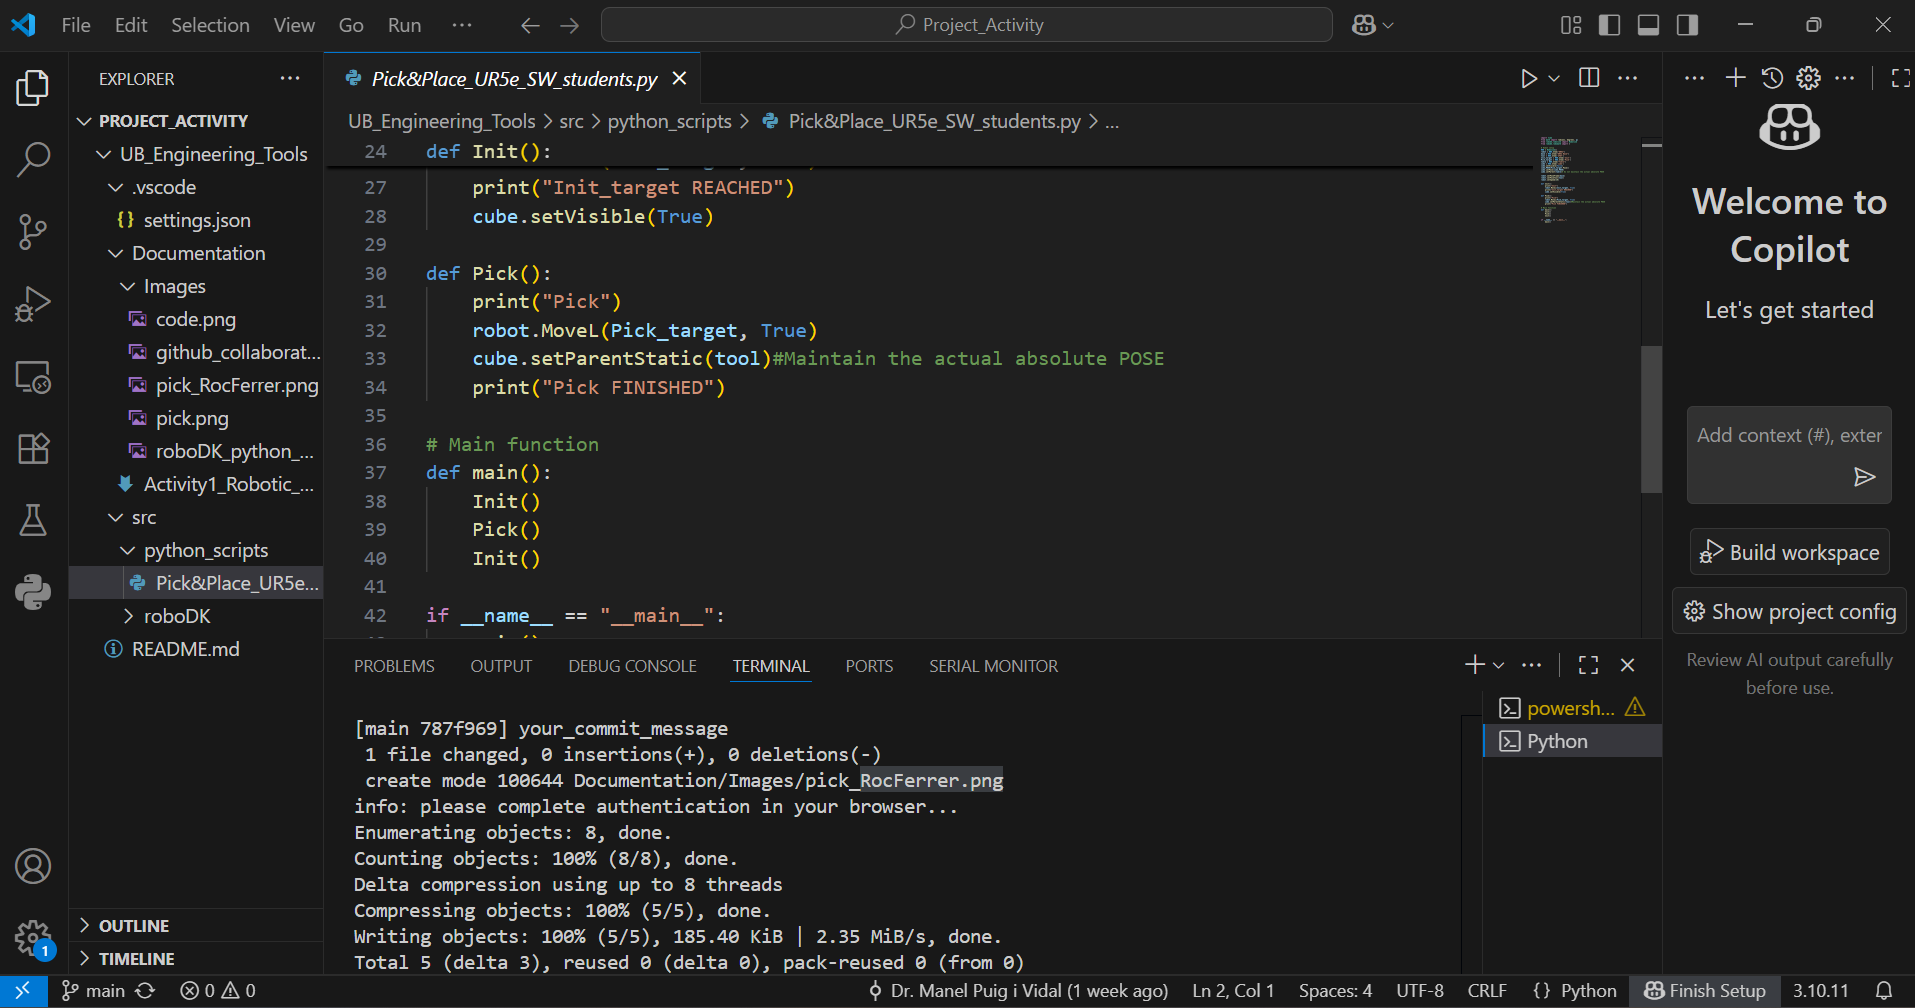 File Edit Selection View Go Run ···
Project_Activity
EXPLORER
PROJECT_ACTIVITY
UB_Engineering_Tools
.vscode
{} settings.json
Documentation
Images
code.png
github_collaborat...
pick_RocFerrer.png
pick.png
roboDK_python_...
Activity1_Robotic_...
src
python_scripts
Pick&Place_UR5e...
roboDK
README.md
OUTLINE
TIMELINE
Pick&Place_UR5e_SW_students.py
UB_Engineering_Tools > src > python_scripts > Pick&Place_UR5e_SW_students.py > ...
24 def Init():
27 print("Init_target REACHED")
28 cube.setVisible(True)
29
30 def Pick():
31 print("Pick")
32 robot.MoveL(Pick_target, True)
33 cube.setParentStatic(tool)#Maintain the actual absolute POSE
34 print("Pick FINISHED")
35
36 # Main function
37 def main():
38 Init()
39 Pick()
40 Init()
41
42 if __name__ == "__main__":
PROBLEMS OUTPUT DEBUG CONSOLE TERMINAL PORTS SERIAL MONITOR
[main 787f969] your_commit_message
1 file changed, 0 insertions(+), 0 deletions(-)
create mode 100644 Documentation/Images/pick_RocFerrer.png
info: please complete authentication in your browser...
Enumerating objects: 8, done.
Counting objects: 100% (8/8), done.
Delta compression using up to 8 threads
Compressing objects: 100% (5/5), done.
Writing objects: 100% (5/5), 185.40 KiB | 2.35 MiB/s, done.
Total 5 (delta 3), reused 0 (delta 0), pack-reused 0 (from 0)
powersh...
Python
Welcome to
Copilot
Let's get started
Add context (#), exter
Build workspace
Show project config
Review AI output carefully
before use.
1
main 0 0 Dr. Manel Puig i Vidal (1 week ago) Ln 2, Col 1 Spaces: 4 UTF-8 CRLF {} Python Finish Setup 3.10.11